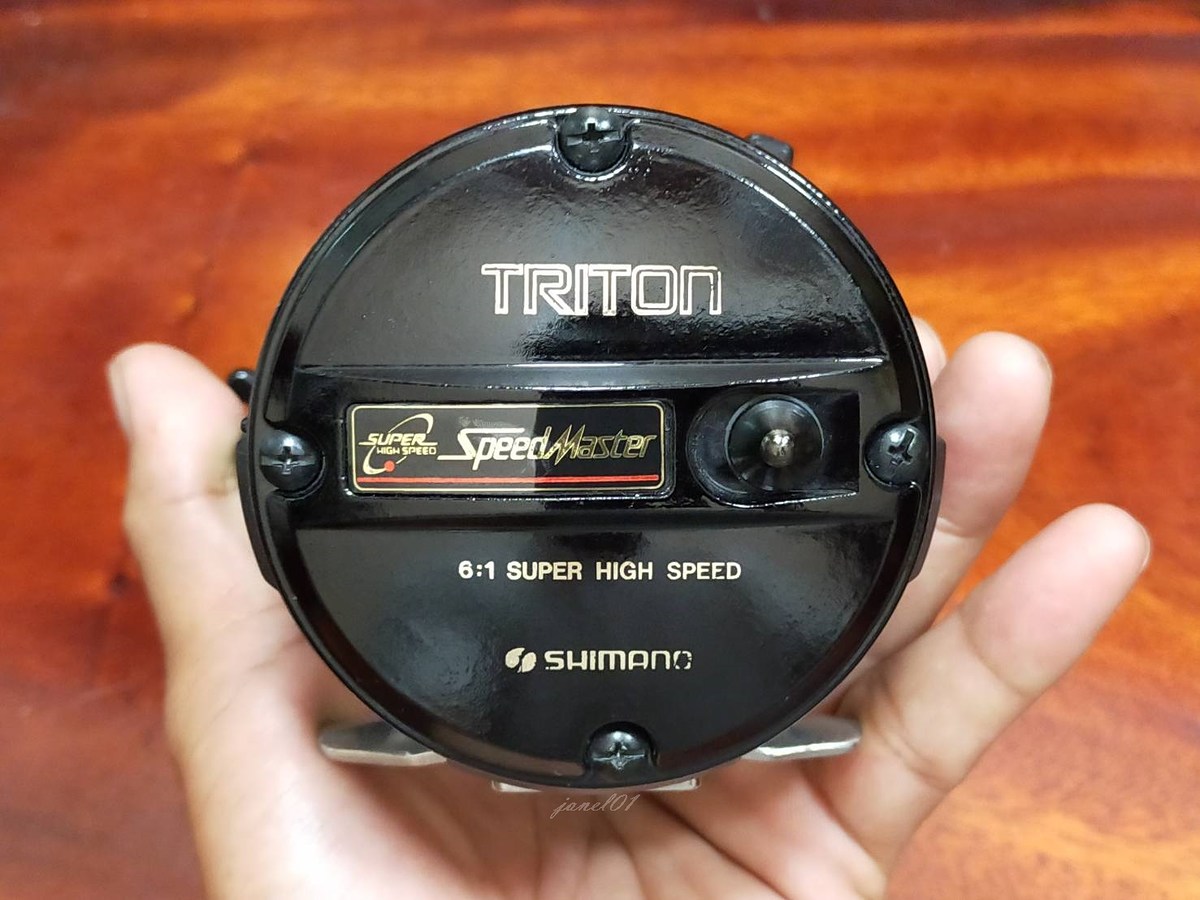 TRITON
SUPER
HIGH SPEED
SpeedMaster
6:1 SUPER HIGH SPEED
SHIMANO
janel01